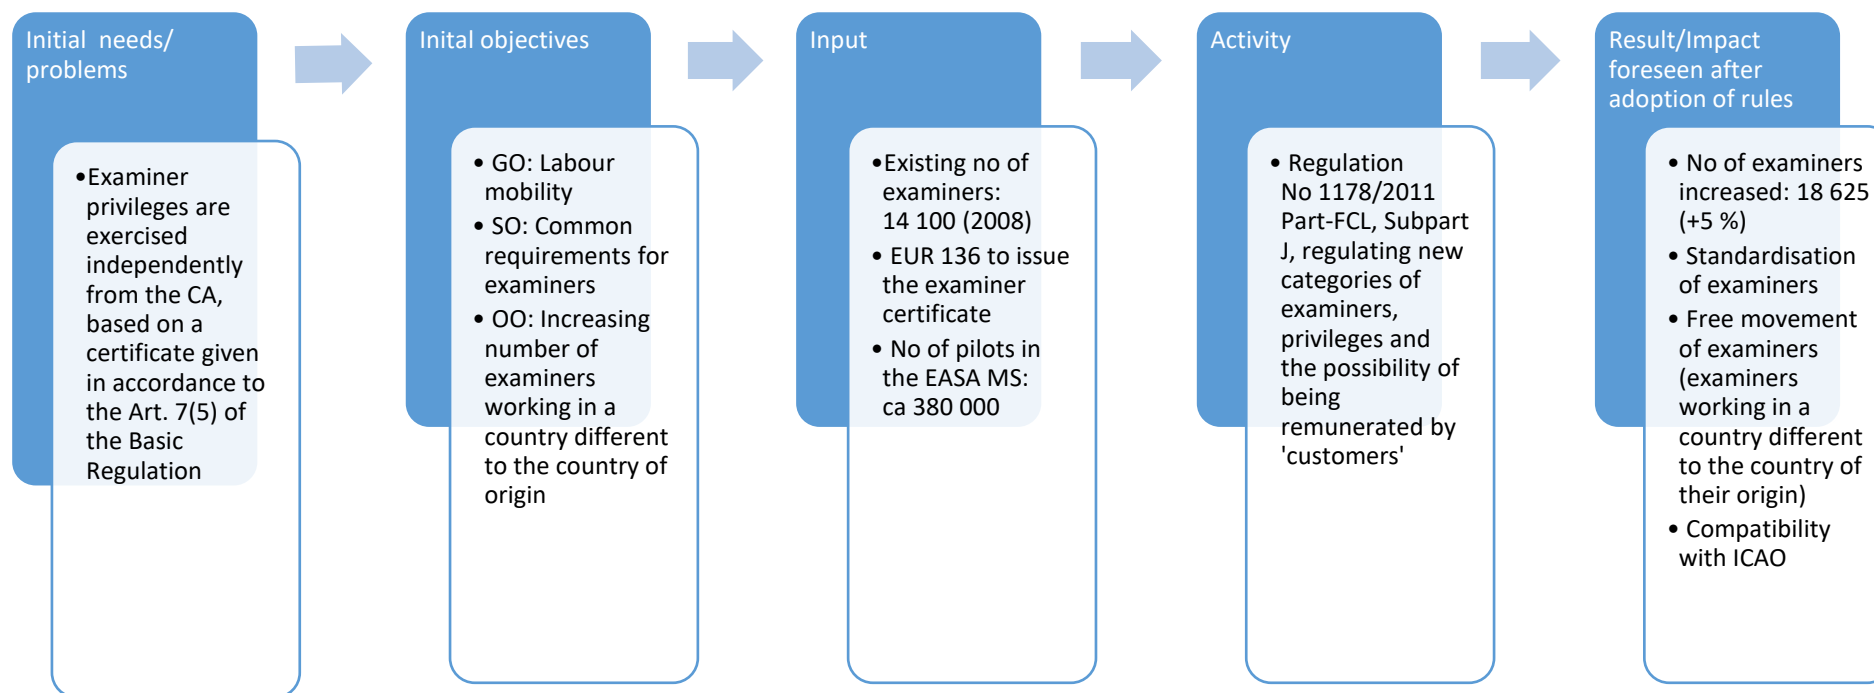 Initial needs/
problems
•Examiner
privileges are
exercised
independently
from the CA,
based on a
certificate given
in accordance to
the Art. 7(5) of
the Basic
Regulation
Inital objectives
• GO: Labour
mobility
• SO: Common
requirements for
examiners
• OO: Increasing
number of
examiners
working in a
country different
to the country of
origin
Input
•Existing no of
examiners:
14 100 (2008)
• EUR 136 to issue
the examiner
certificate
• No of pilots in
the EASA MS:
ca 380 000
Activity
• Regulation
No 1178/2011
Part-FCL, Subpart
J, regulating new
categories of
examiners,
privileges and
the possibility of
being
remunerated by
'customers'
Result/Impact
foreseen after
adoption of rules
• No of examiners
increased: 18 625
(+5 %)
• Standardisation
of examiners
• Free movement
of examiners
(examiners
working in a
country different
to the country of
their origin)
• Compatibility
with ICAO